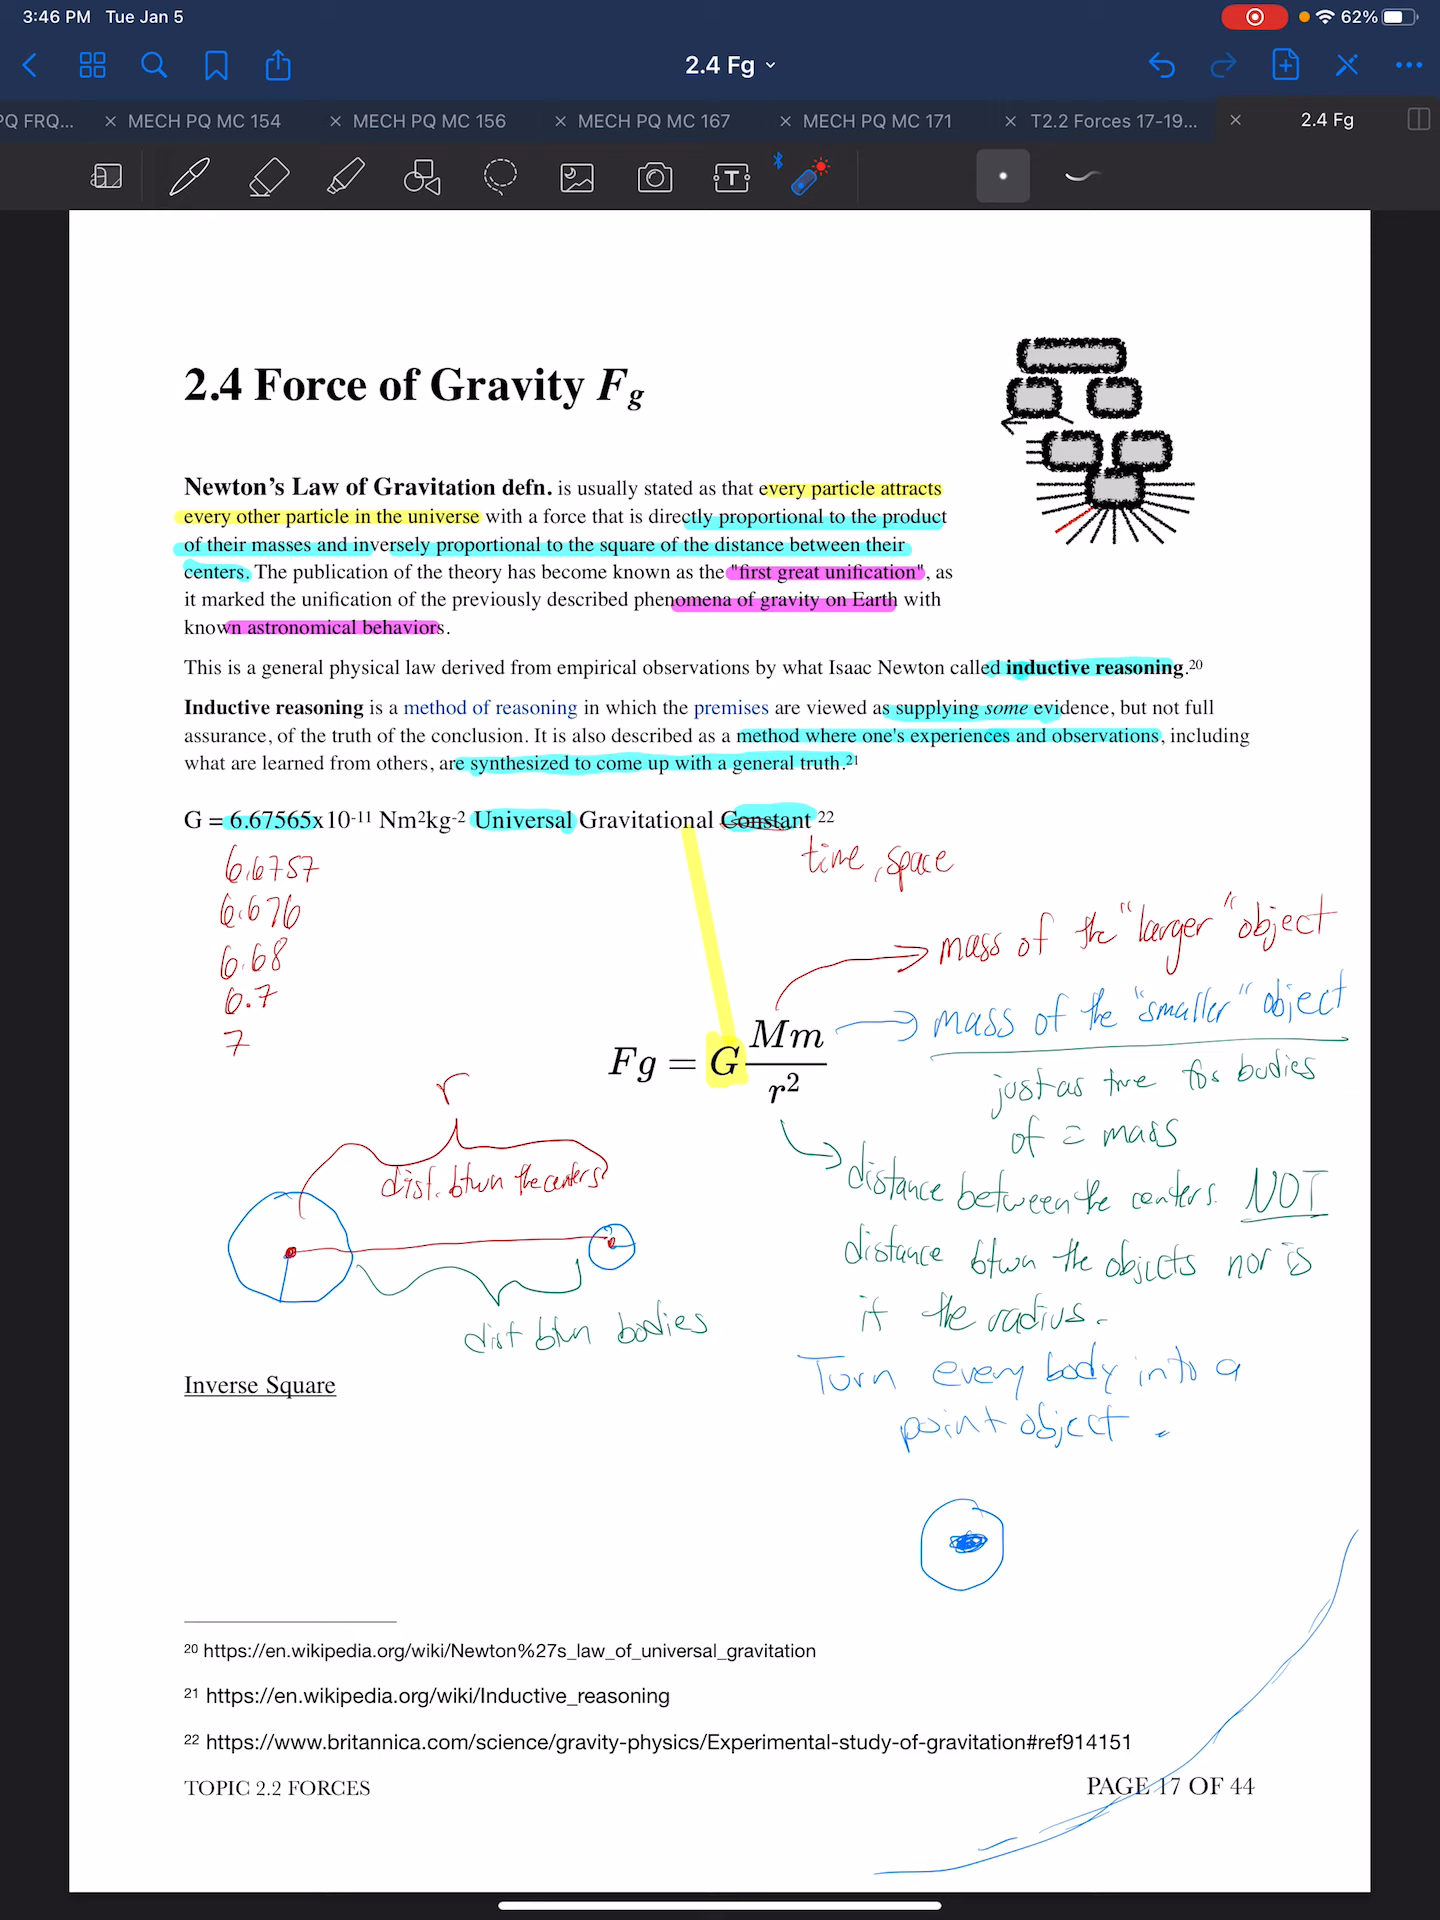 3:46 PM Tue Jan 5
62%
2.4 Fg
PQ FRQ... × MECH PQ MC 154 × MECH PQ MC 156 × MECH PQ MC 167 × MECH PQ MC 171 × T2.2 Forces 17-19... × 2.4 Fg
T
2.4 Force of Gravity Fg
Newton's Law of Gravitation defn. is usually stated as that every particle attracts
every other particle in the universe with a force that is directly proportional to the product
of their masses and inversely proportional to the square of the distance between their
centers. The publication of the theory has become known as the "first great unification", as
it marked the unification of the previously described phenomena of gravity on Earth with
known astronomical behaviors.
This is a general physical law derived from empirical observations by what Isaac Newton called inductive reasoning.20
Inductive reasoning is a method of reasoning in which the premises are viewed as supplying some evidence, but not full
assurance, of the truth of the conclusion. It is also described as a method where one's experiences and observations, including
what are learned from others, are synthesized to come up with a general truth.21
G = 6.67565x10-11 Nm2kg-2 Universal Gravitational Constant 22
time, space
6.6757
6.676
6.68
6.7
7
mass of the "larger" object
mass of the "smaller" object
just as true for bodies
of = mass
Fg = G Mm / r2
r
dist. btwn the centers
dist btwn bodies
distance between the centers. NOT
distance btwn the objects nor is
it the radius.
Turn every body into a
point object.
Inverse Square
20 https://en.wikipedia.org/wiki/Newton%27s_law_of_universal_gravitation
21 https://en.wikipedia.org/wiki/Inductive_reasoning
22 https://www.britannica.com/science/gravity-physics/Experimental-study-of-gravitation#ref914151
TOPIC 2.2 FORCES
PAGE 17 OF 44